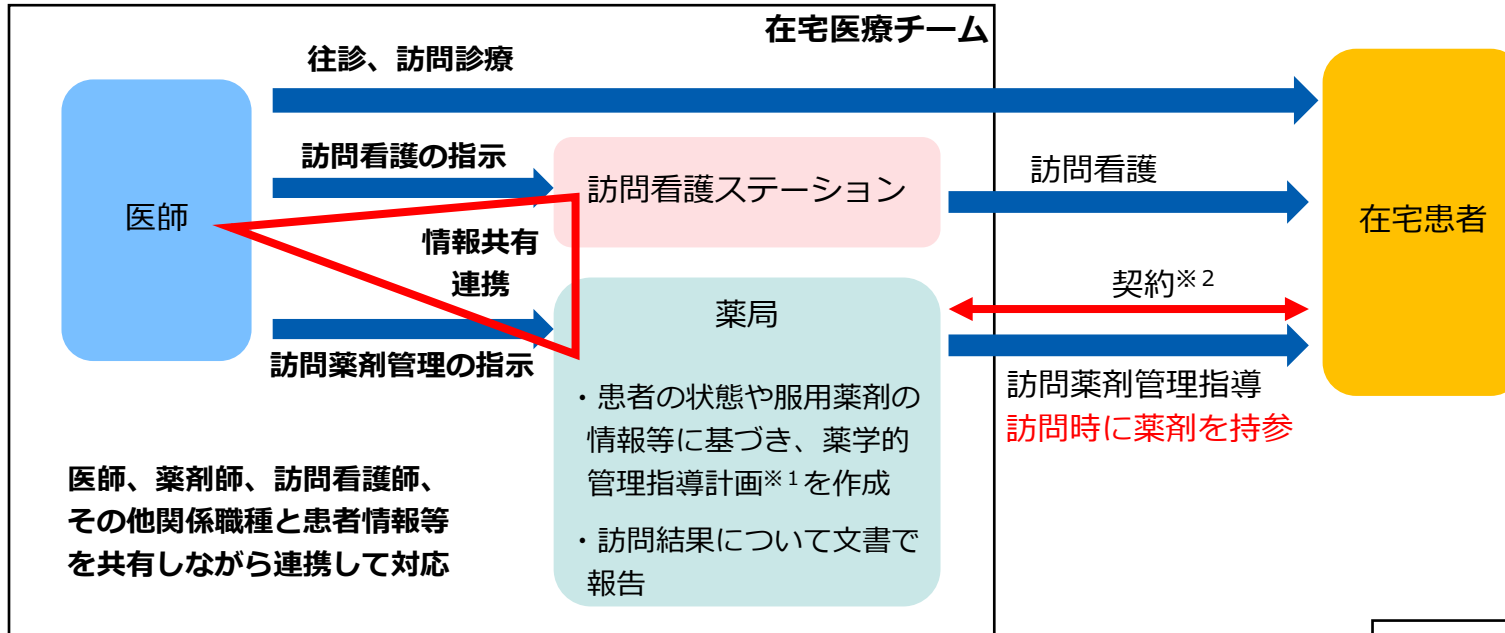 在宅医療チーム
往診、訪問診療
訪問看護の指示
訪問看護ステーション
訪問看護
医師
在宅患者
情報共有
連携
契約※２
薬局
訪問薬剤管理の指示
訪問薬剤管理指導
訪問時に薬剤を持参
・患者の状態や服用薬剤の
情報等に基づき、薬学的
管理指導計画※１を作成
・訪問結果について文書で
報告
医師、薬剤師、訪問看護師、
その他関係職種と患者情報等
を共有しながら連携して対応